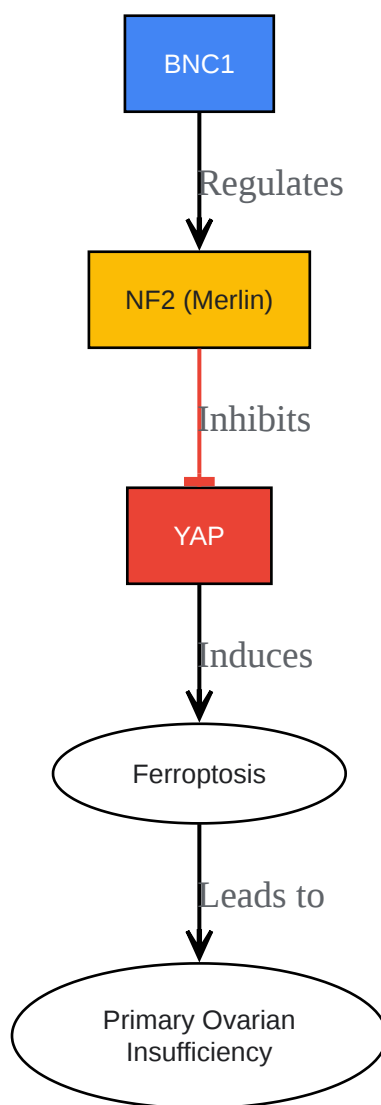 BNC1
Regulates
NF2 (Merlin)
Inhibits
YAP
Induces
Ferroptosis
Leads to
Primary Ovarian
Insufficiency